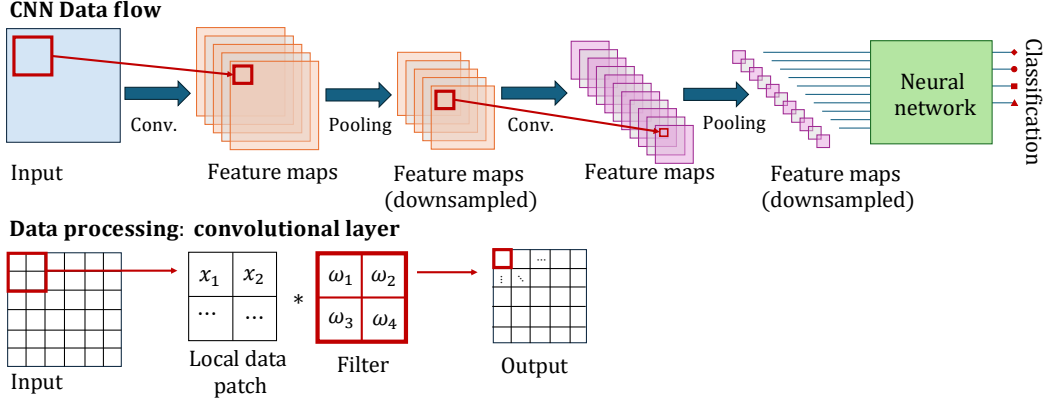 CNN Data flow
Conv.
Pooling
Conv.
Pooling
Neural
network
Classification
Input
Feature maps
Feature maps
(downsampled)
Feature maps
Feature maps
(downsampled)
Data processing: convolutional layer
x₁ x₂
... ...
*
ω₁ ω₂
ω₃ ω₄
...
⋮ ⋱
Input
Local data
patch
Filter
Output